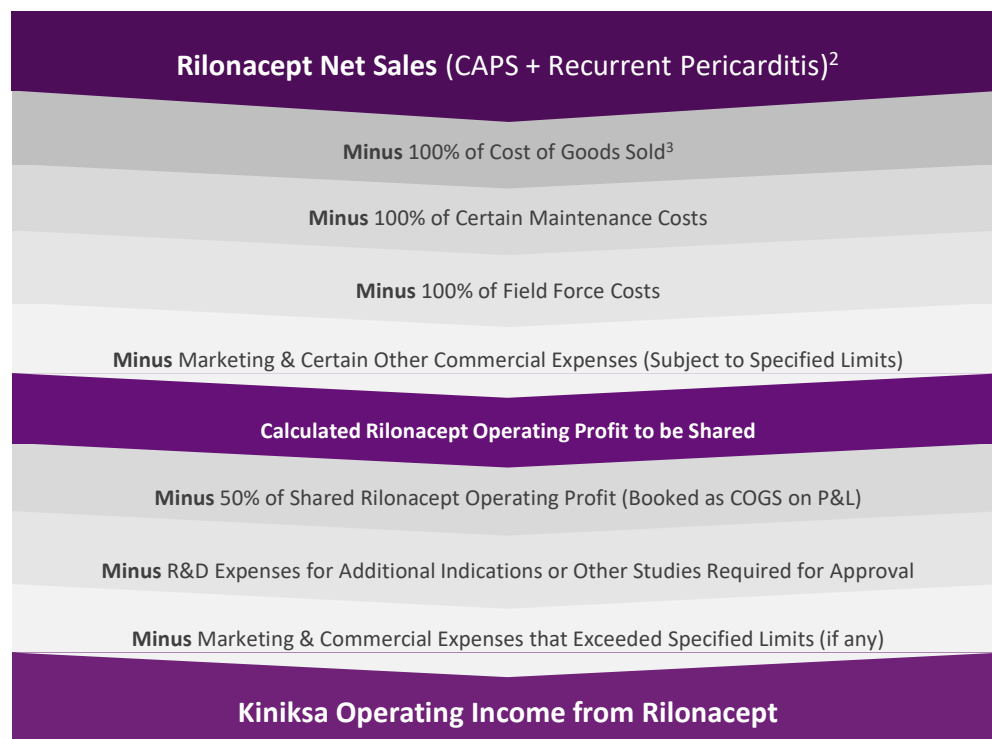 Rilonacept Net Sales (CAPS + Recurrent Pericarditis)²
Minus 100% of Cost of Goods Sold³
Minus 100% of Certain Maintenance Costs
Minus 100% of Field Force Costs
Minus Marketing & Certain Other Commercial Expenses (Subject to Specified Limits)
Calculated Rilonacept Operating Profit to be Shared
Minus 50% of Shared Rilonacept Operating Profit (Booked as COGS on P&L)
Minus R&D Expenses for Additional Indications or Other Studies Required for Approval
Minus Marketing & Commercial Expenses that Exceeded Specified Limits (if any)
Kiniksa Operating Income from Rilonacept